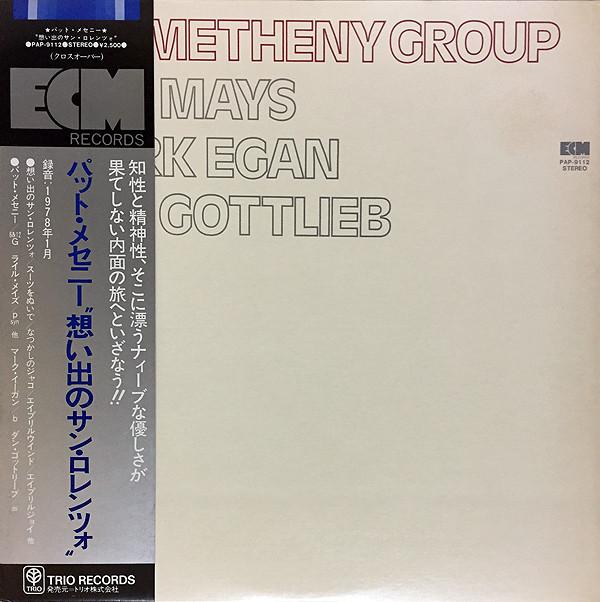 ★パット・メセニー★
"想い出のサン・ロレンツォ"
●PAP-9112●STEREO●¥2,500●
(クロスオーバー)
ECM
RECORDS
知性と精神性、そこに漂うナイーブな優しさが
果てしない内面の旅へといざなう!!
パット・メセニー"想い出のサン・ロレンツォ"
録音:1978年1月
●想い出のサン・ロレンツォ/スーツをぬいで/なつかしのジャコ/エイプリルウインド/エイプリルジョイ/他
●パット・メセニー/6&12G ライル・メイズ/p syn 他 マーク・イーガン/b ダン・ゴットリーブ/ds
TRIO
TRIO RECORDS
発売元=トリオ株式会社
METHENY GROUP
MAYS
RK EGAN
GOTTLIEB
ECM
RECORDS
PAP-9112
STEREO